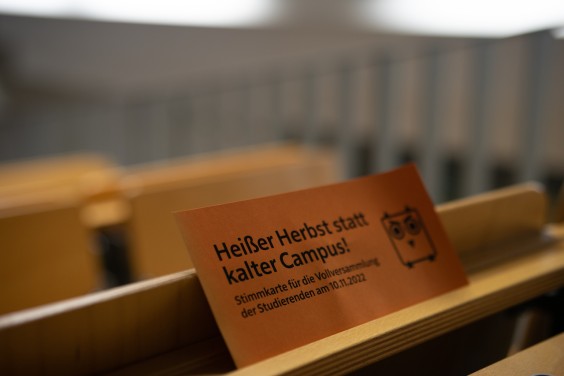 Heißer Herbst statt
kalter Campus!
Stimmkarte für die Vollversammlung
der Studierenden am 10.11.2022